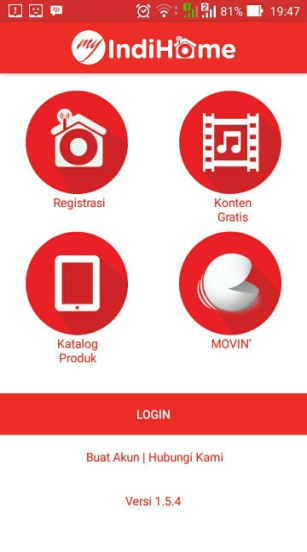 81% 19:47
my IndiHome
Registrasi
Konten
Gratis
Katalog
Produk
MOVIN'
LOGIN
Buat Akun | Hubungi Kami
Versi 1.5.4